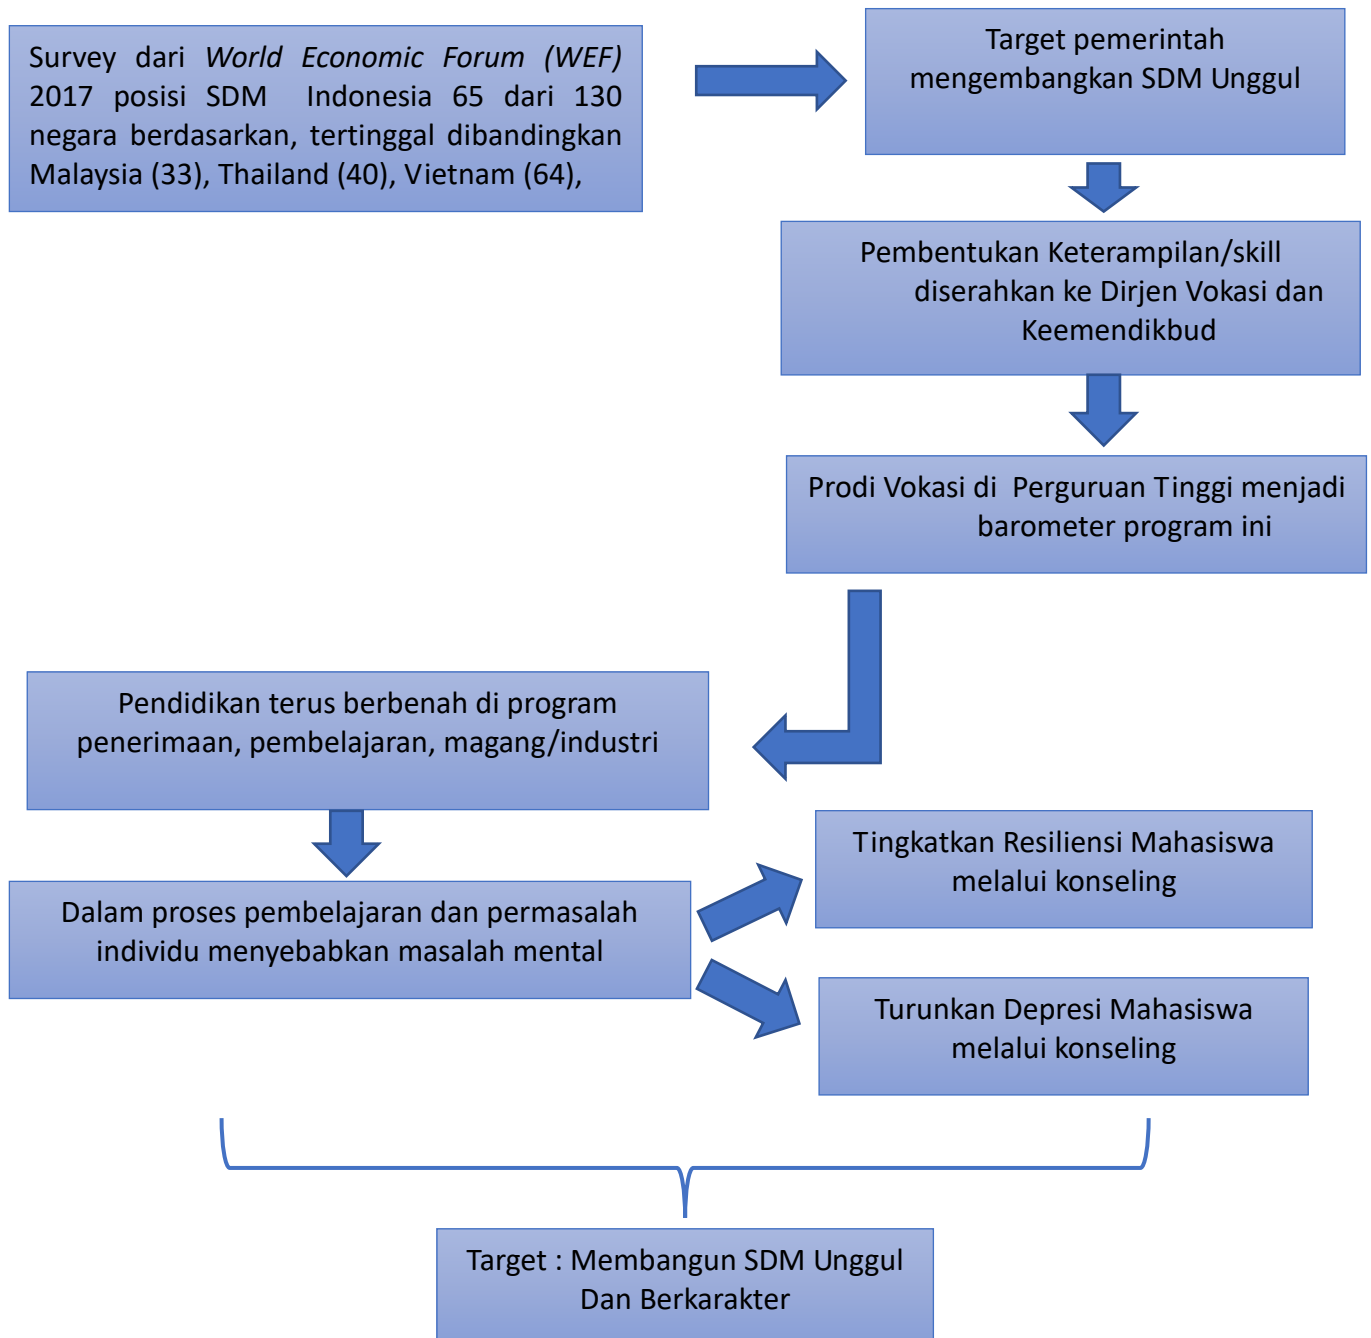 Survey dari World Economic Forum (WEF)
2017 posisi SDM Indonesia 65 dari 130
negara berdasarkan, tertinggal dibandingkan
Malaysia (33), Thailand (40), Vietnam (64),
Target pemerintah
mengembangkan SDM Unggul
Pembentukan Keterampilan/skill
diserahkan ke Dirjen Vokasi dan
Keemendikbud
Prodi Vokasi di Perguruan Tinggi menjadi
barometer program ini
Pendidikan terus berbenah di program
penerimaan, pembelajaran, magang/industri
Dalam proses pembelajaran dan permasalah
individu menyebabkan masalah mental
Tingkatkan Resiliensi Mahasiswa
melalui konseling
Turunkan Depresi Mahasiswa
melalui konseling
Target : Membangun SDM Unggul
Dan Berkarakter